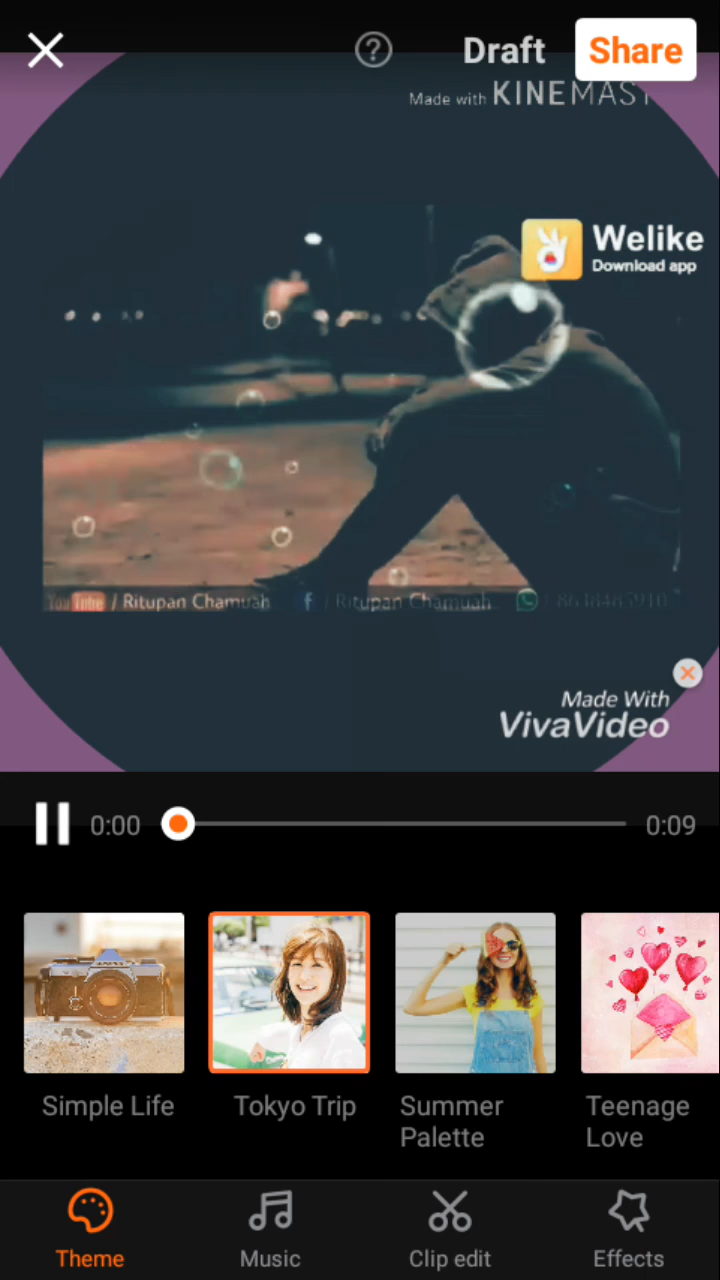 Draft
Share
Made with KINEMAST
Welike
Download app
YouTube / Ritupan Chamuah f / Ritupan Chamuah
Made With
VivaVideo
0:00
0:09
Simple Life
Tokyo Trip
Summer
Palette
Teenage
Love
Theme
Music
Clip edit
Effects